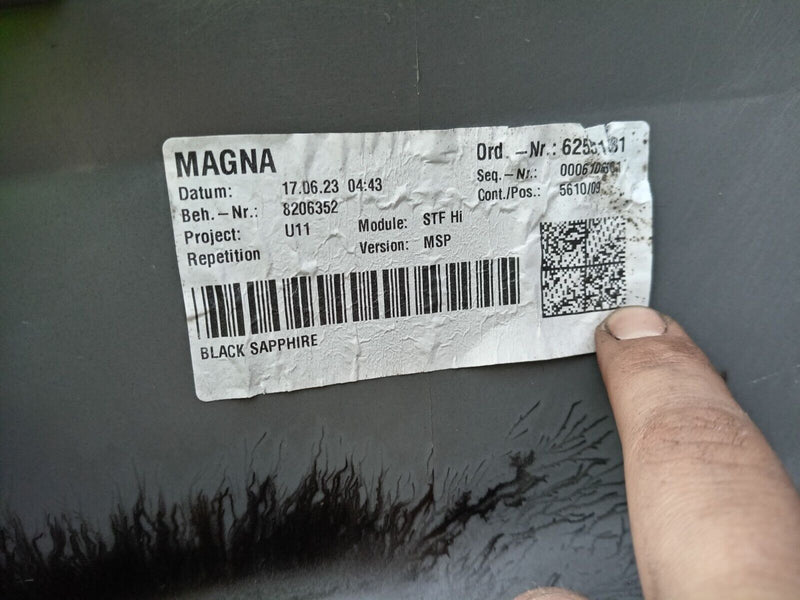 MAGNA
Ord. -Nr.:
Datum: 17.06.23 04:43
Seq.-Nr.:
Beh.-Nr.: 8206352
Cont./Pos.: 5610/09
Project: U11
Module: STF Hi
Repetition
Version: MSP
BLACK SAPPHIRE